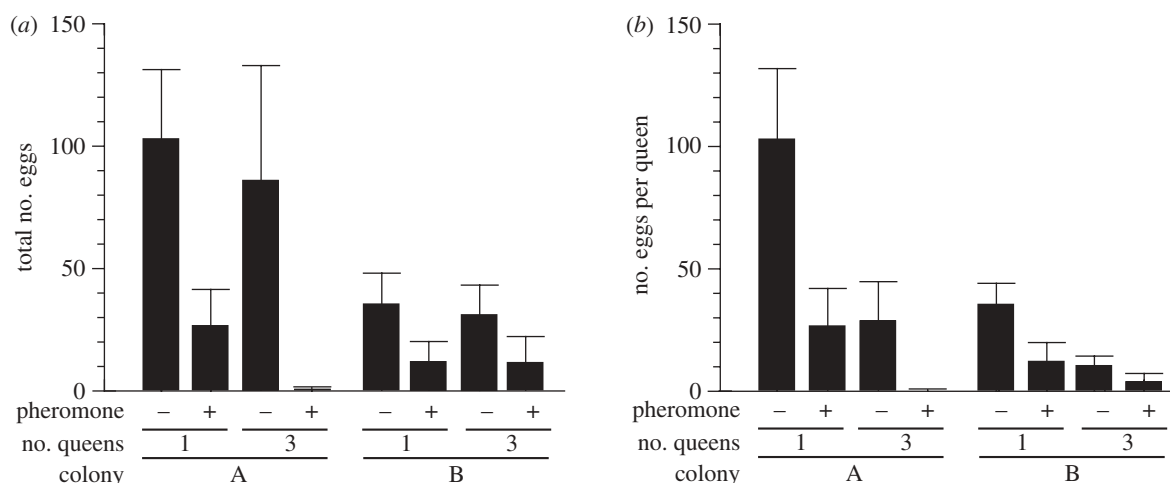 (a)
150
100
50
0
total no. eggs
pheromone – + – + – + – +
no. queens 1 3 1 3
colony A B
(b)
150
100
50
0
no. eggs per queen
pheromone – + – + – + – +
no. queens 1 3 1 3
colony A B